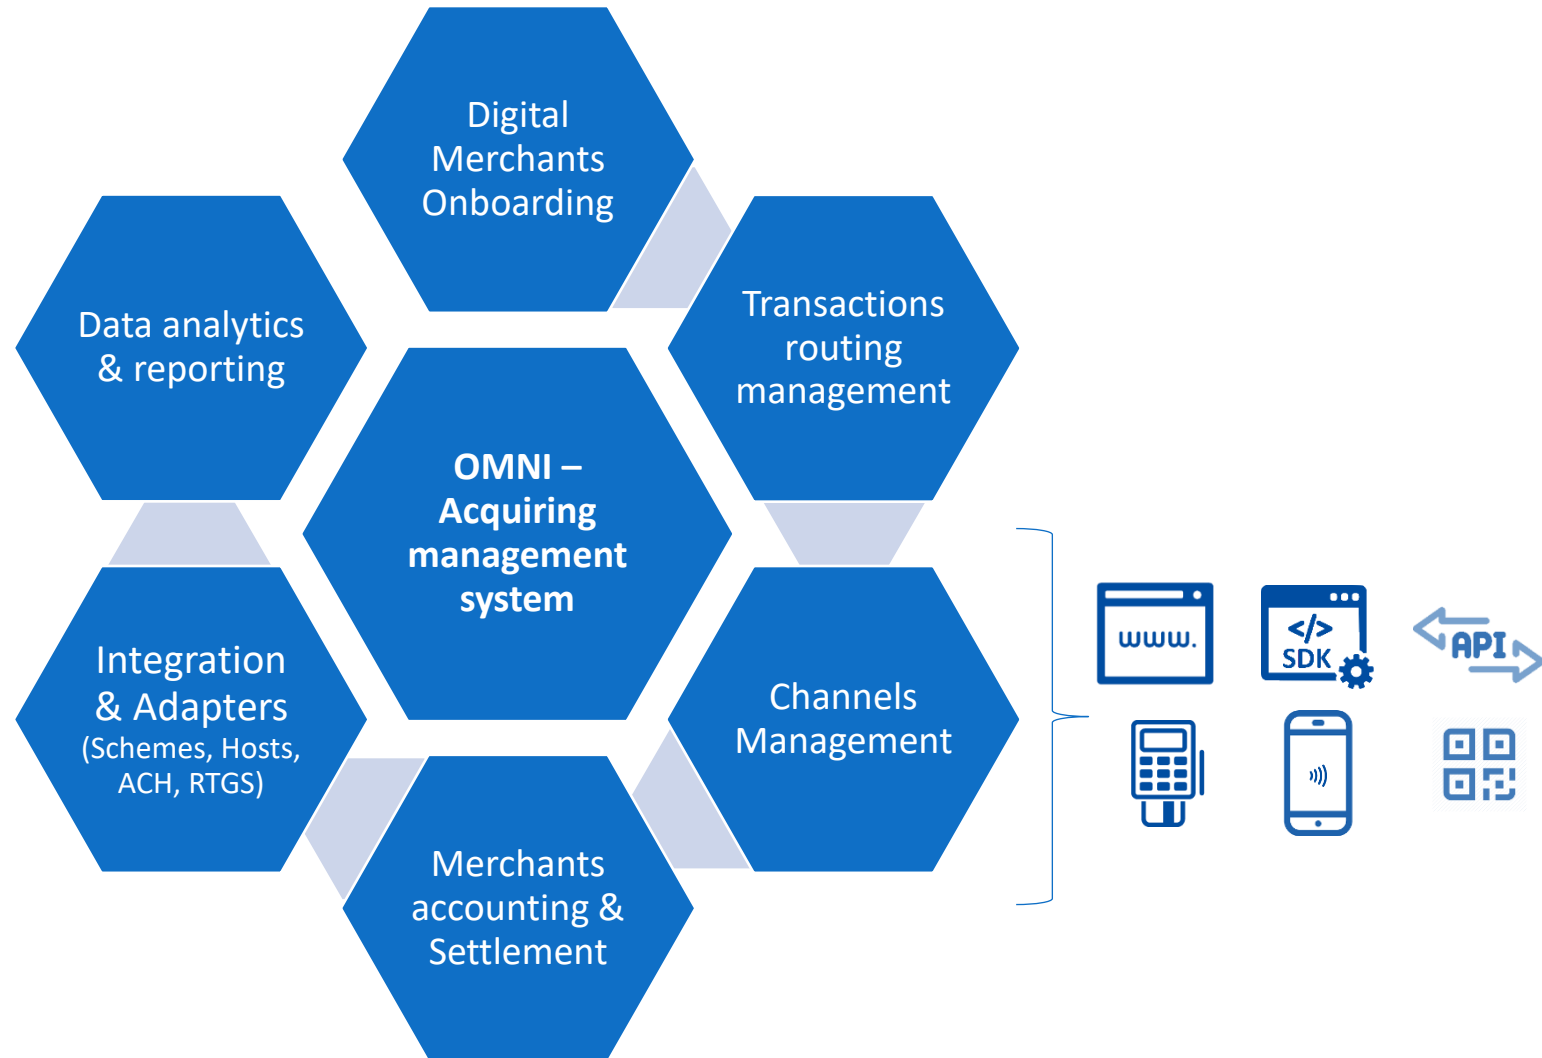 Digital
Merchants
Onboarding
Transactions
routing
management
Data analytics
& reporting
OMNI –
Acquiring
management
system
Integration
& Adapters
(Schemes, Hosts,
ACH, RTGS)
Channels
Management
Merchants
accounting &
Settlement
www.
</>
SDK
API